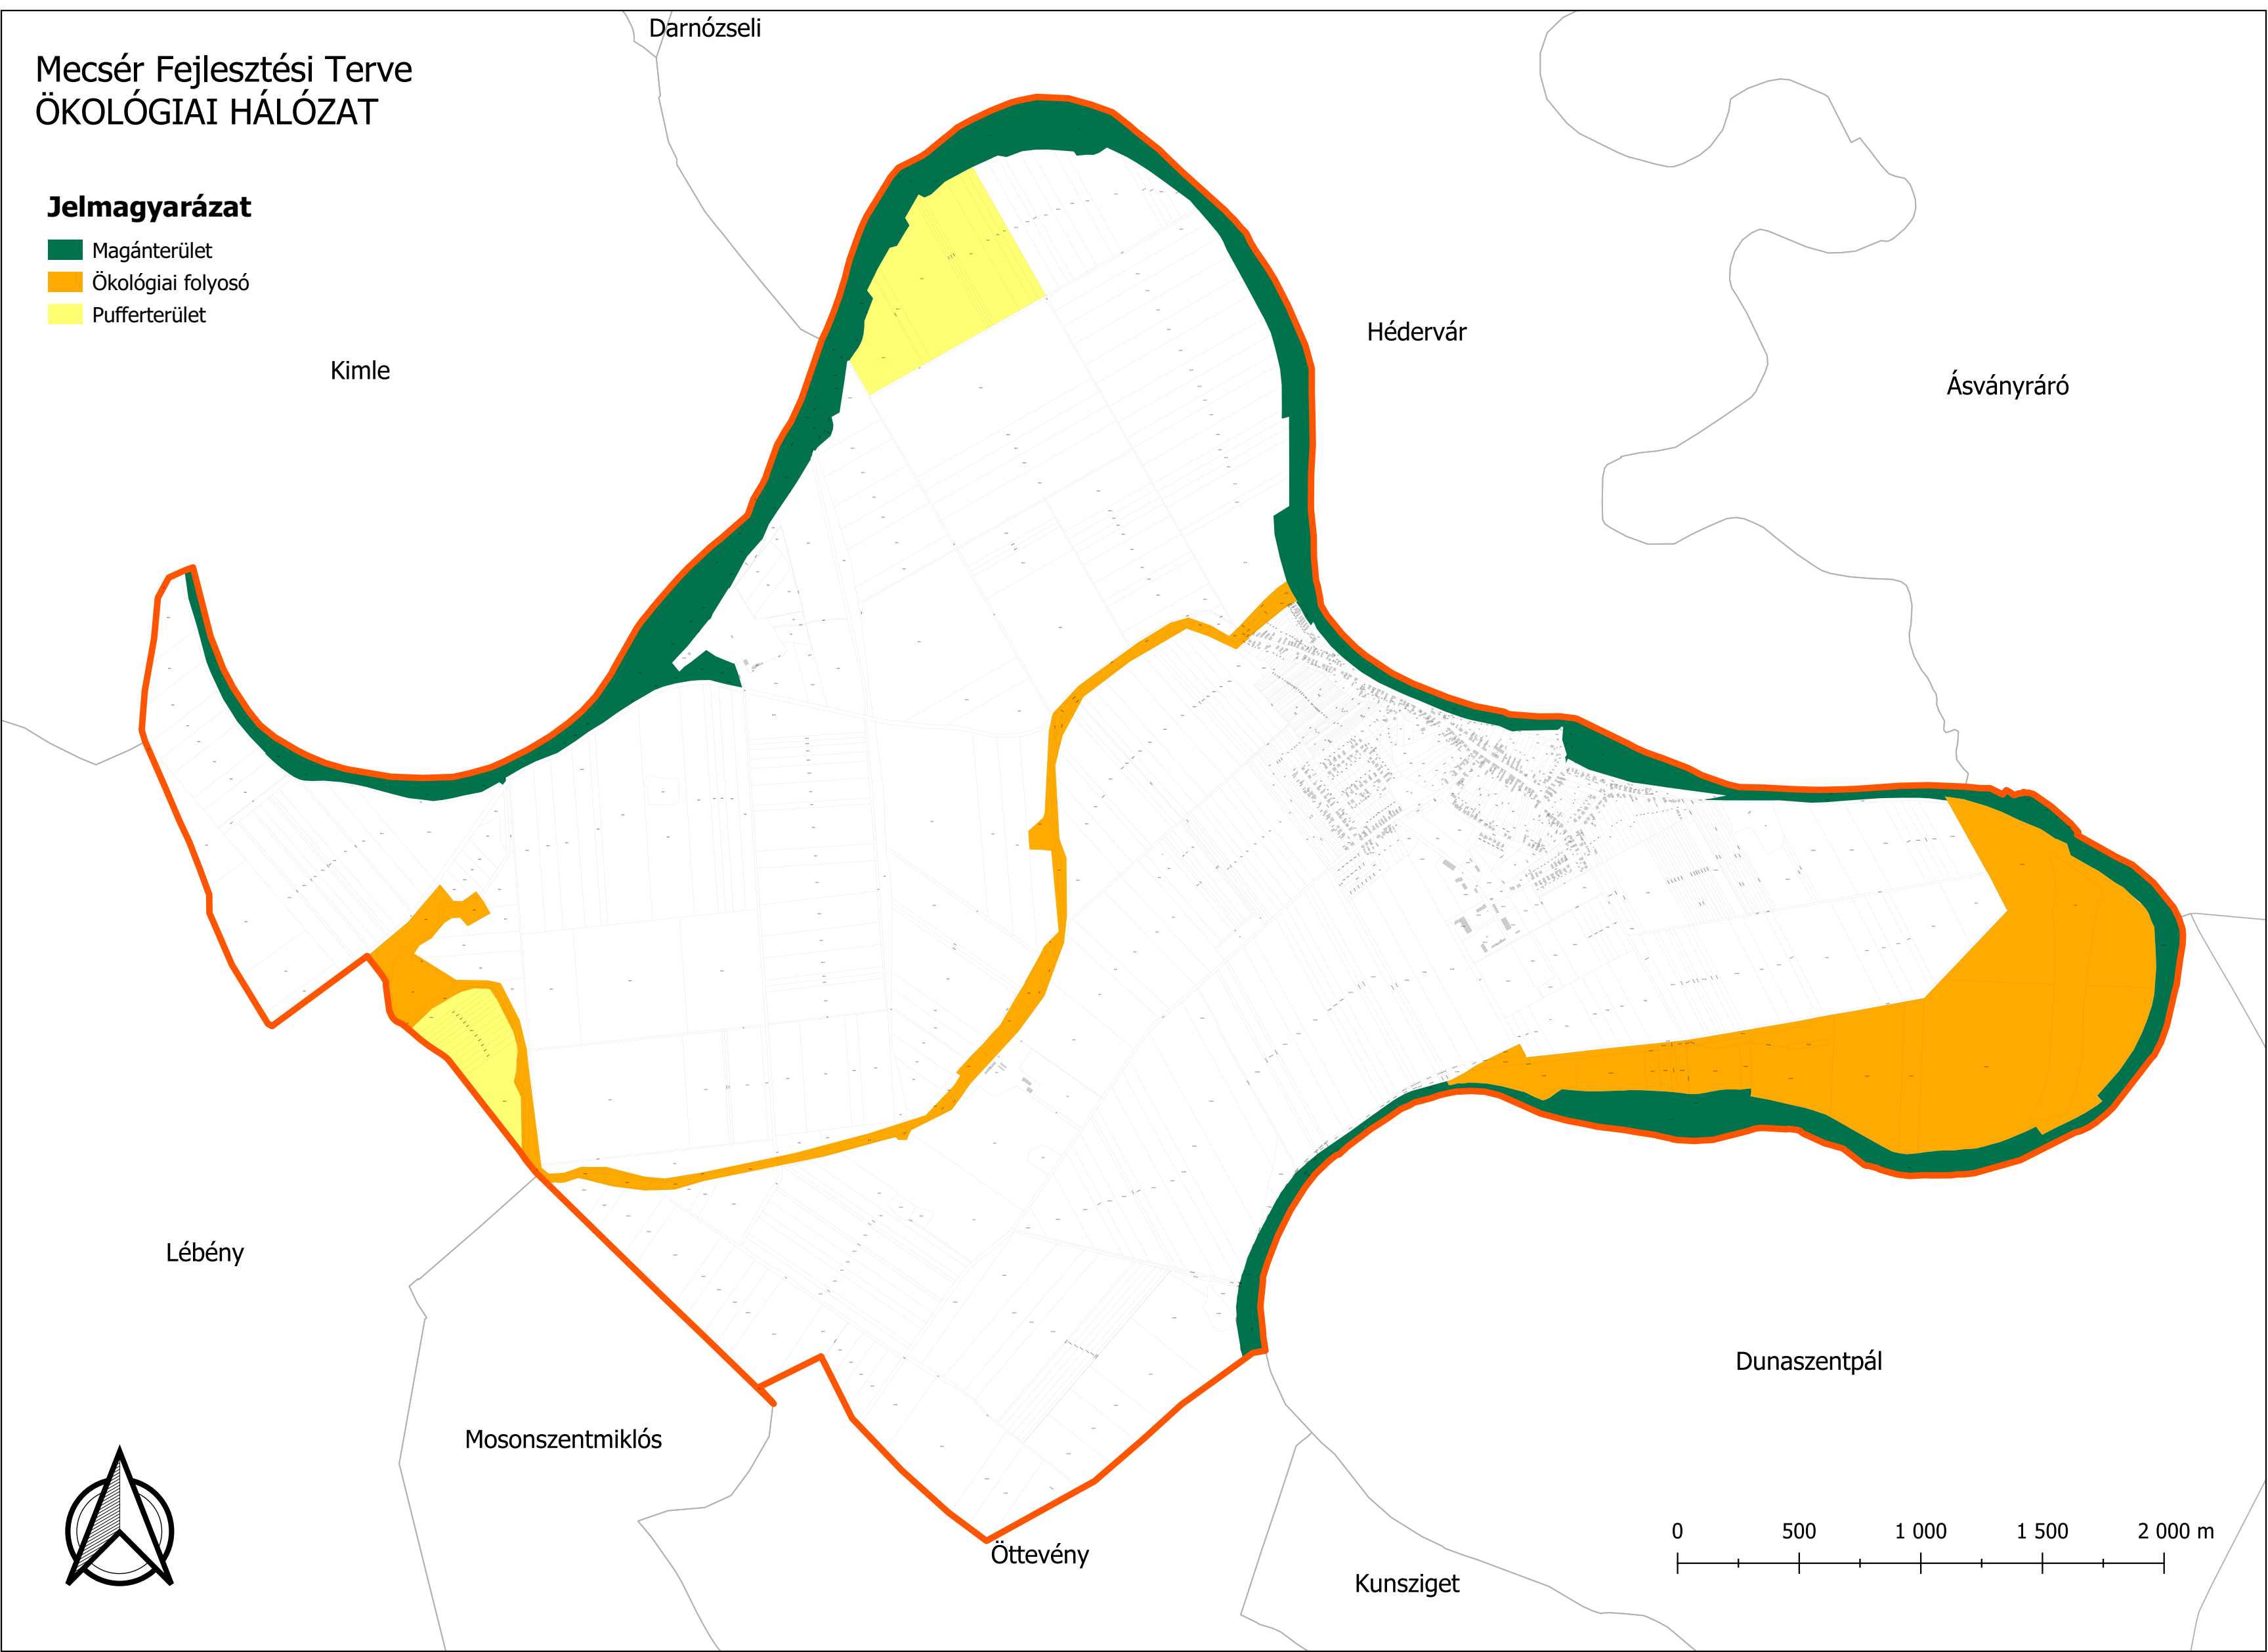 Darnózseli
Mecsér Fejlesztési Terve
ÖKOLÓGIAI HÁLÓZAT
Jelmagyarázat
Magánterület
Ökológiai folyosó
Pufferterület
Kimle
Hédervár
Ásványráró
Lébény
Mosonszentmiklós
Dunaszentpál
Öttevény
Kunsziget
0 500 1 000 1 500 2 000 m